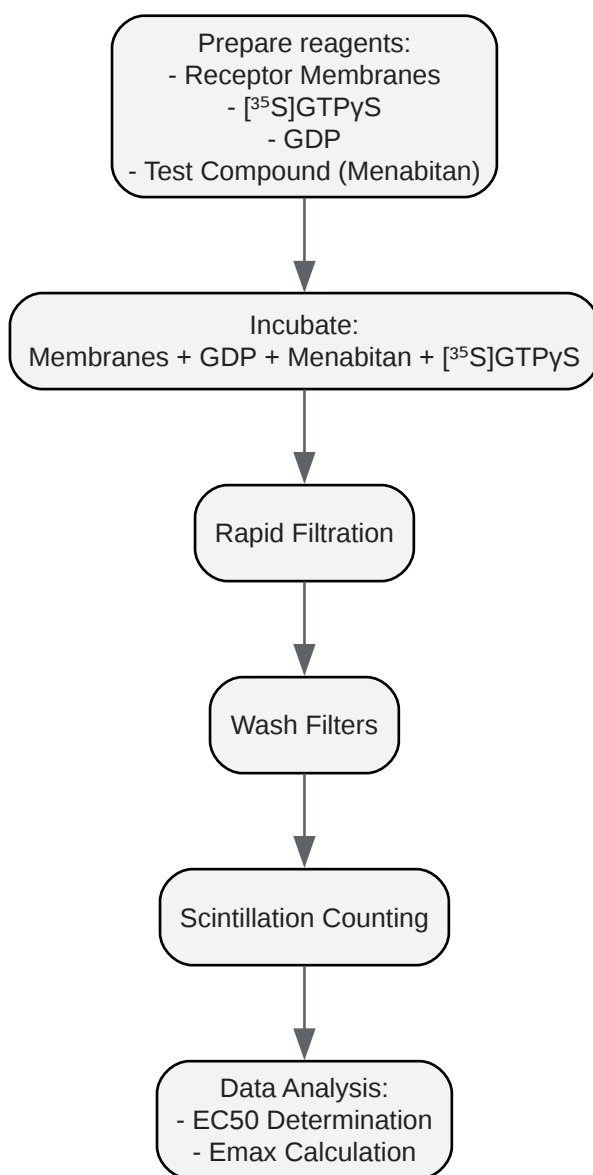 Prepare reagents:
- Receptor Membranes
- [³⁵S]GTPγS
- GDP
- Test Compound (Menabitan)
Incubate:
Membranes + GDP + Menabitan + [³⁵S]GTPγS
Rapid Filtration
Wash Filters
Scintillation Counting
Data Analysis:
- EC50 Determination
- Emax Calculation